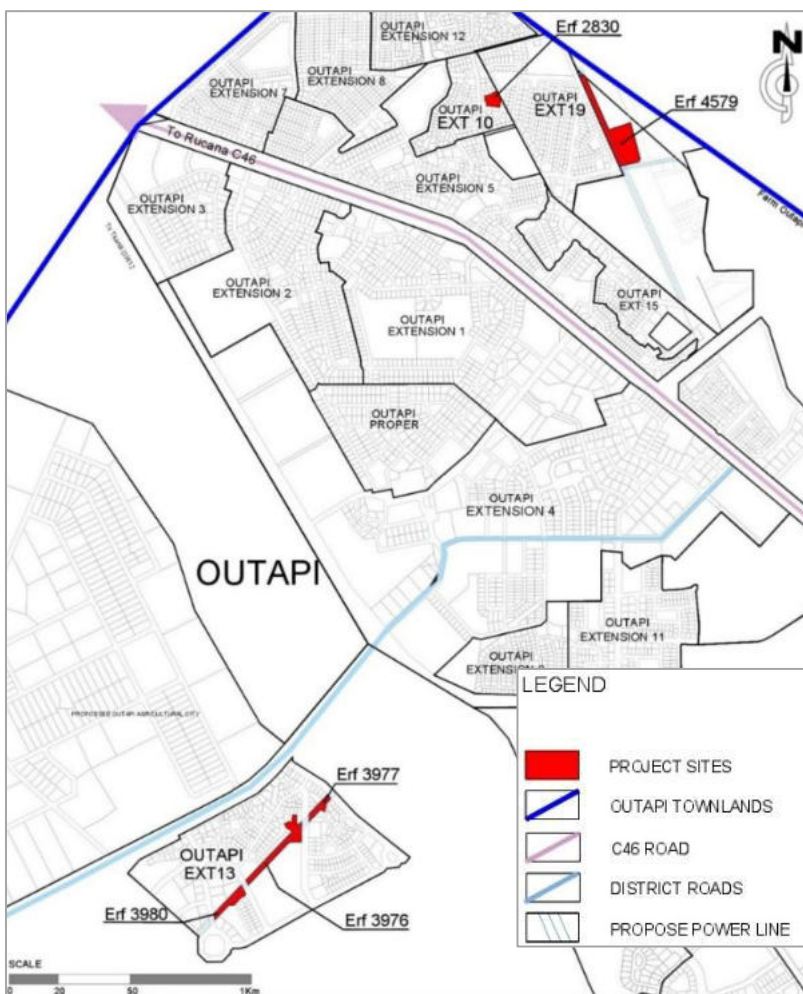 OUTAPI
EXTENSION 12
Erf 2830
N
OUTAPI
EXTENSION 8
OUTAPI
EXTENSION 7
OUTAPI
EXT 10
OUTAPI
EXT19
Erf 4579
To Rucana C46
OUTAPI
EXTENSION 5
OUTAPI
EXTENSION 3
Farm Outapi
OUTAPI
EXTENSION 2
OUTAPI
EXT 15
OUTAPI
EXTENSION 1
OUTAPI
PROPER
OUTAPI
EXTENSION 4
OUTAPI
OUTAPI
EXTENSION 11
OUTAPI
EXTENSION
LEGEND
PROJECT SITES
OUTAPI TOWNLANDS
C46 ROAD
DISTRICT ROADS
PROPOSE POWER LINE
PROPOSED OUTAPI AGRICULTURAL CITY
Erf 3977
OUTAPI
EXT13
Erf 3980
Erf 3976
SCALE
0 20 50 1Km